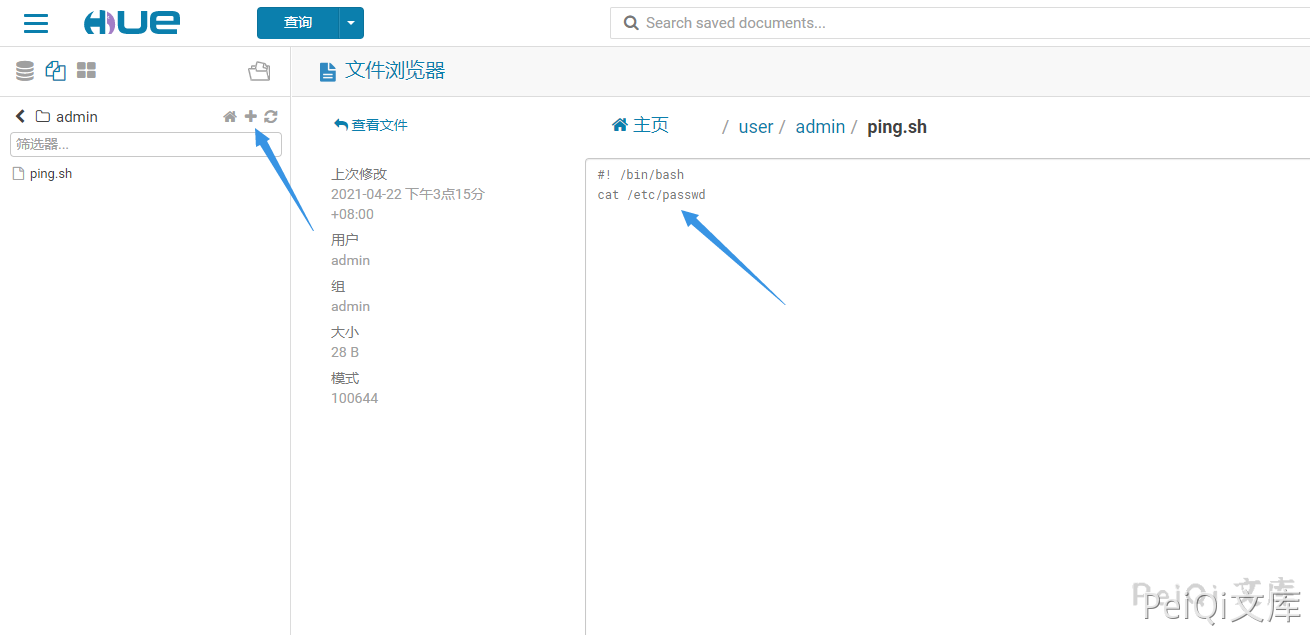 HUE
查询
Search saved documents...
文件浏览器
admin
筛选器...
ping.sh
查看文件
主页 / user / admin / ping.sh
上次修改
2021-04-22 下午3点15分
+08:00
用户
admin
组
admin
大小
28 B
模式
100644
#! /bin/bash
cat /etc/passwd
PeiQi 文库
PeiQi文库